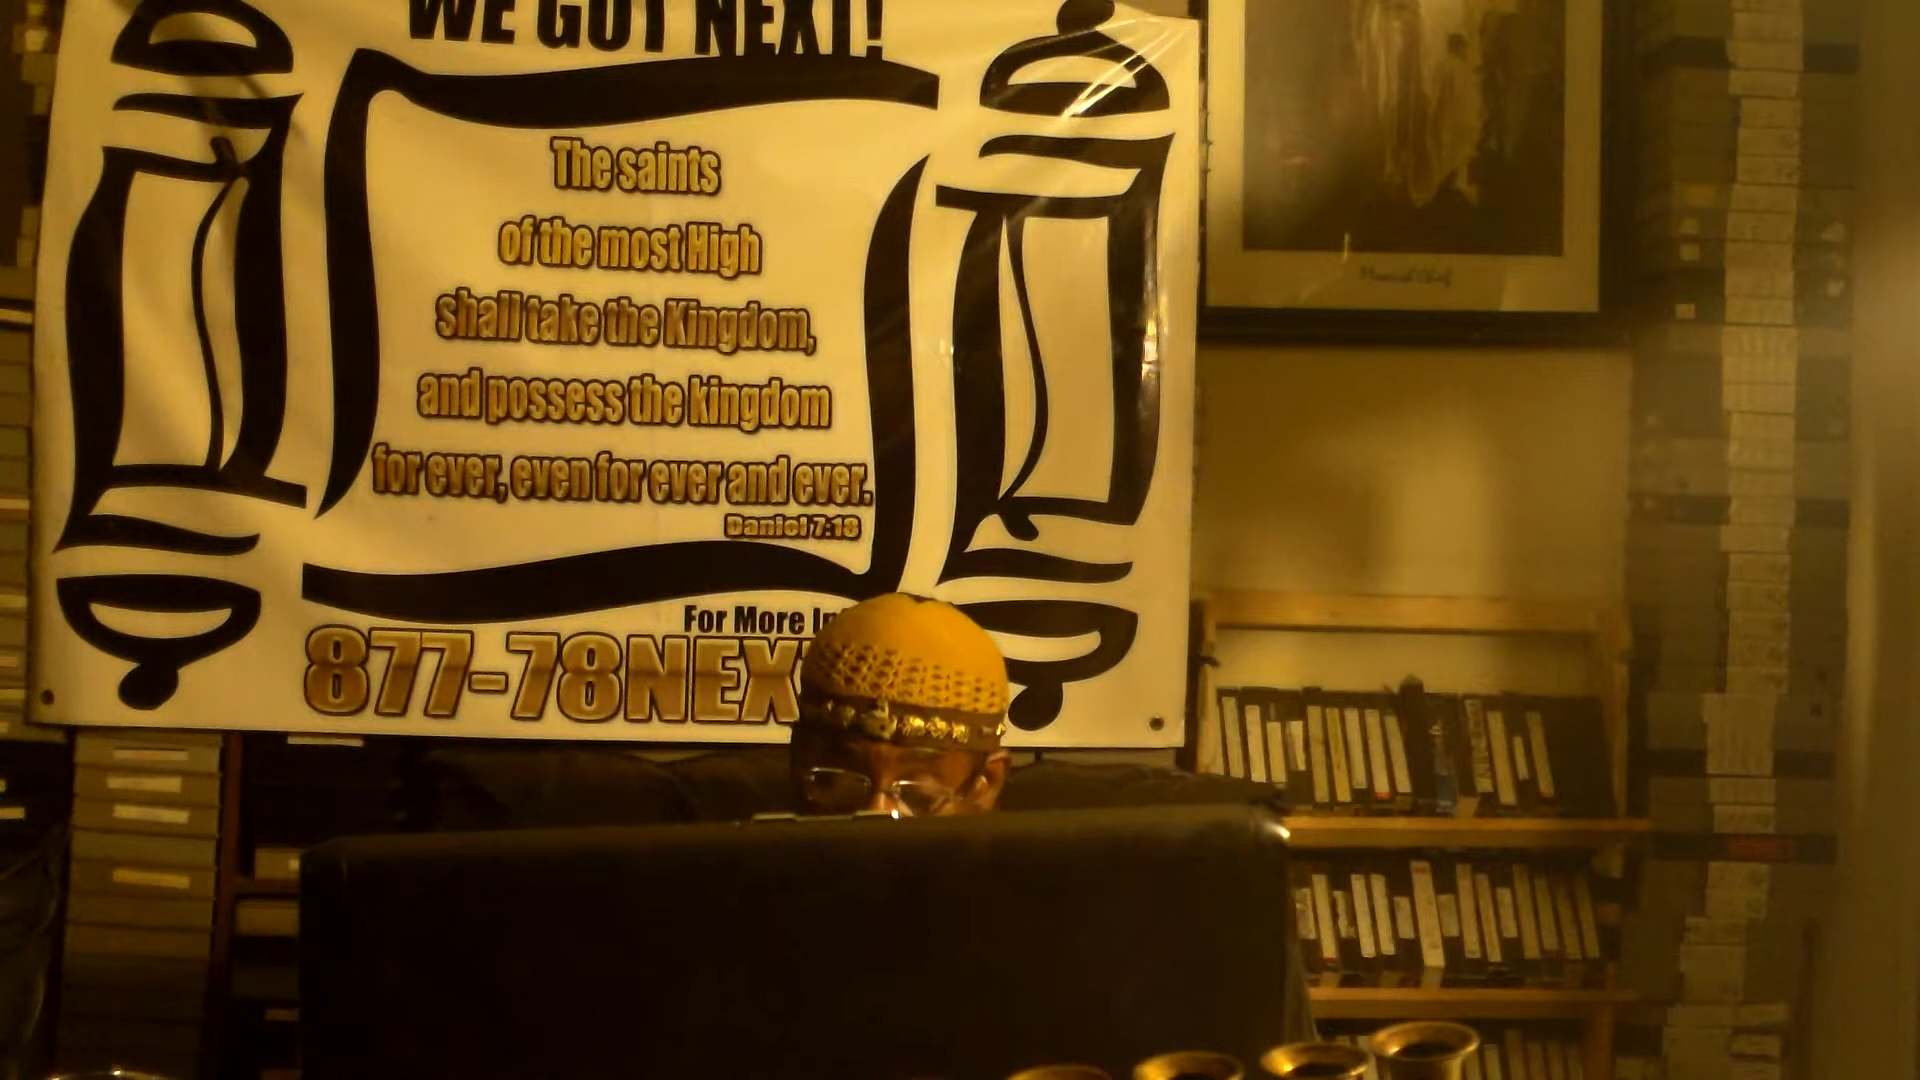 WE GOT NEXT!
The saints
of the most High
shall take the Kingdom,
and possess the kingdom
for ever, even for ever and ever.
Daniel 7:18
For More In
877-78NEX